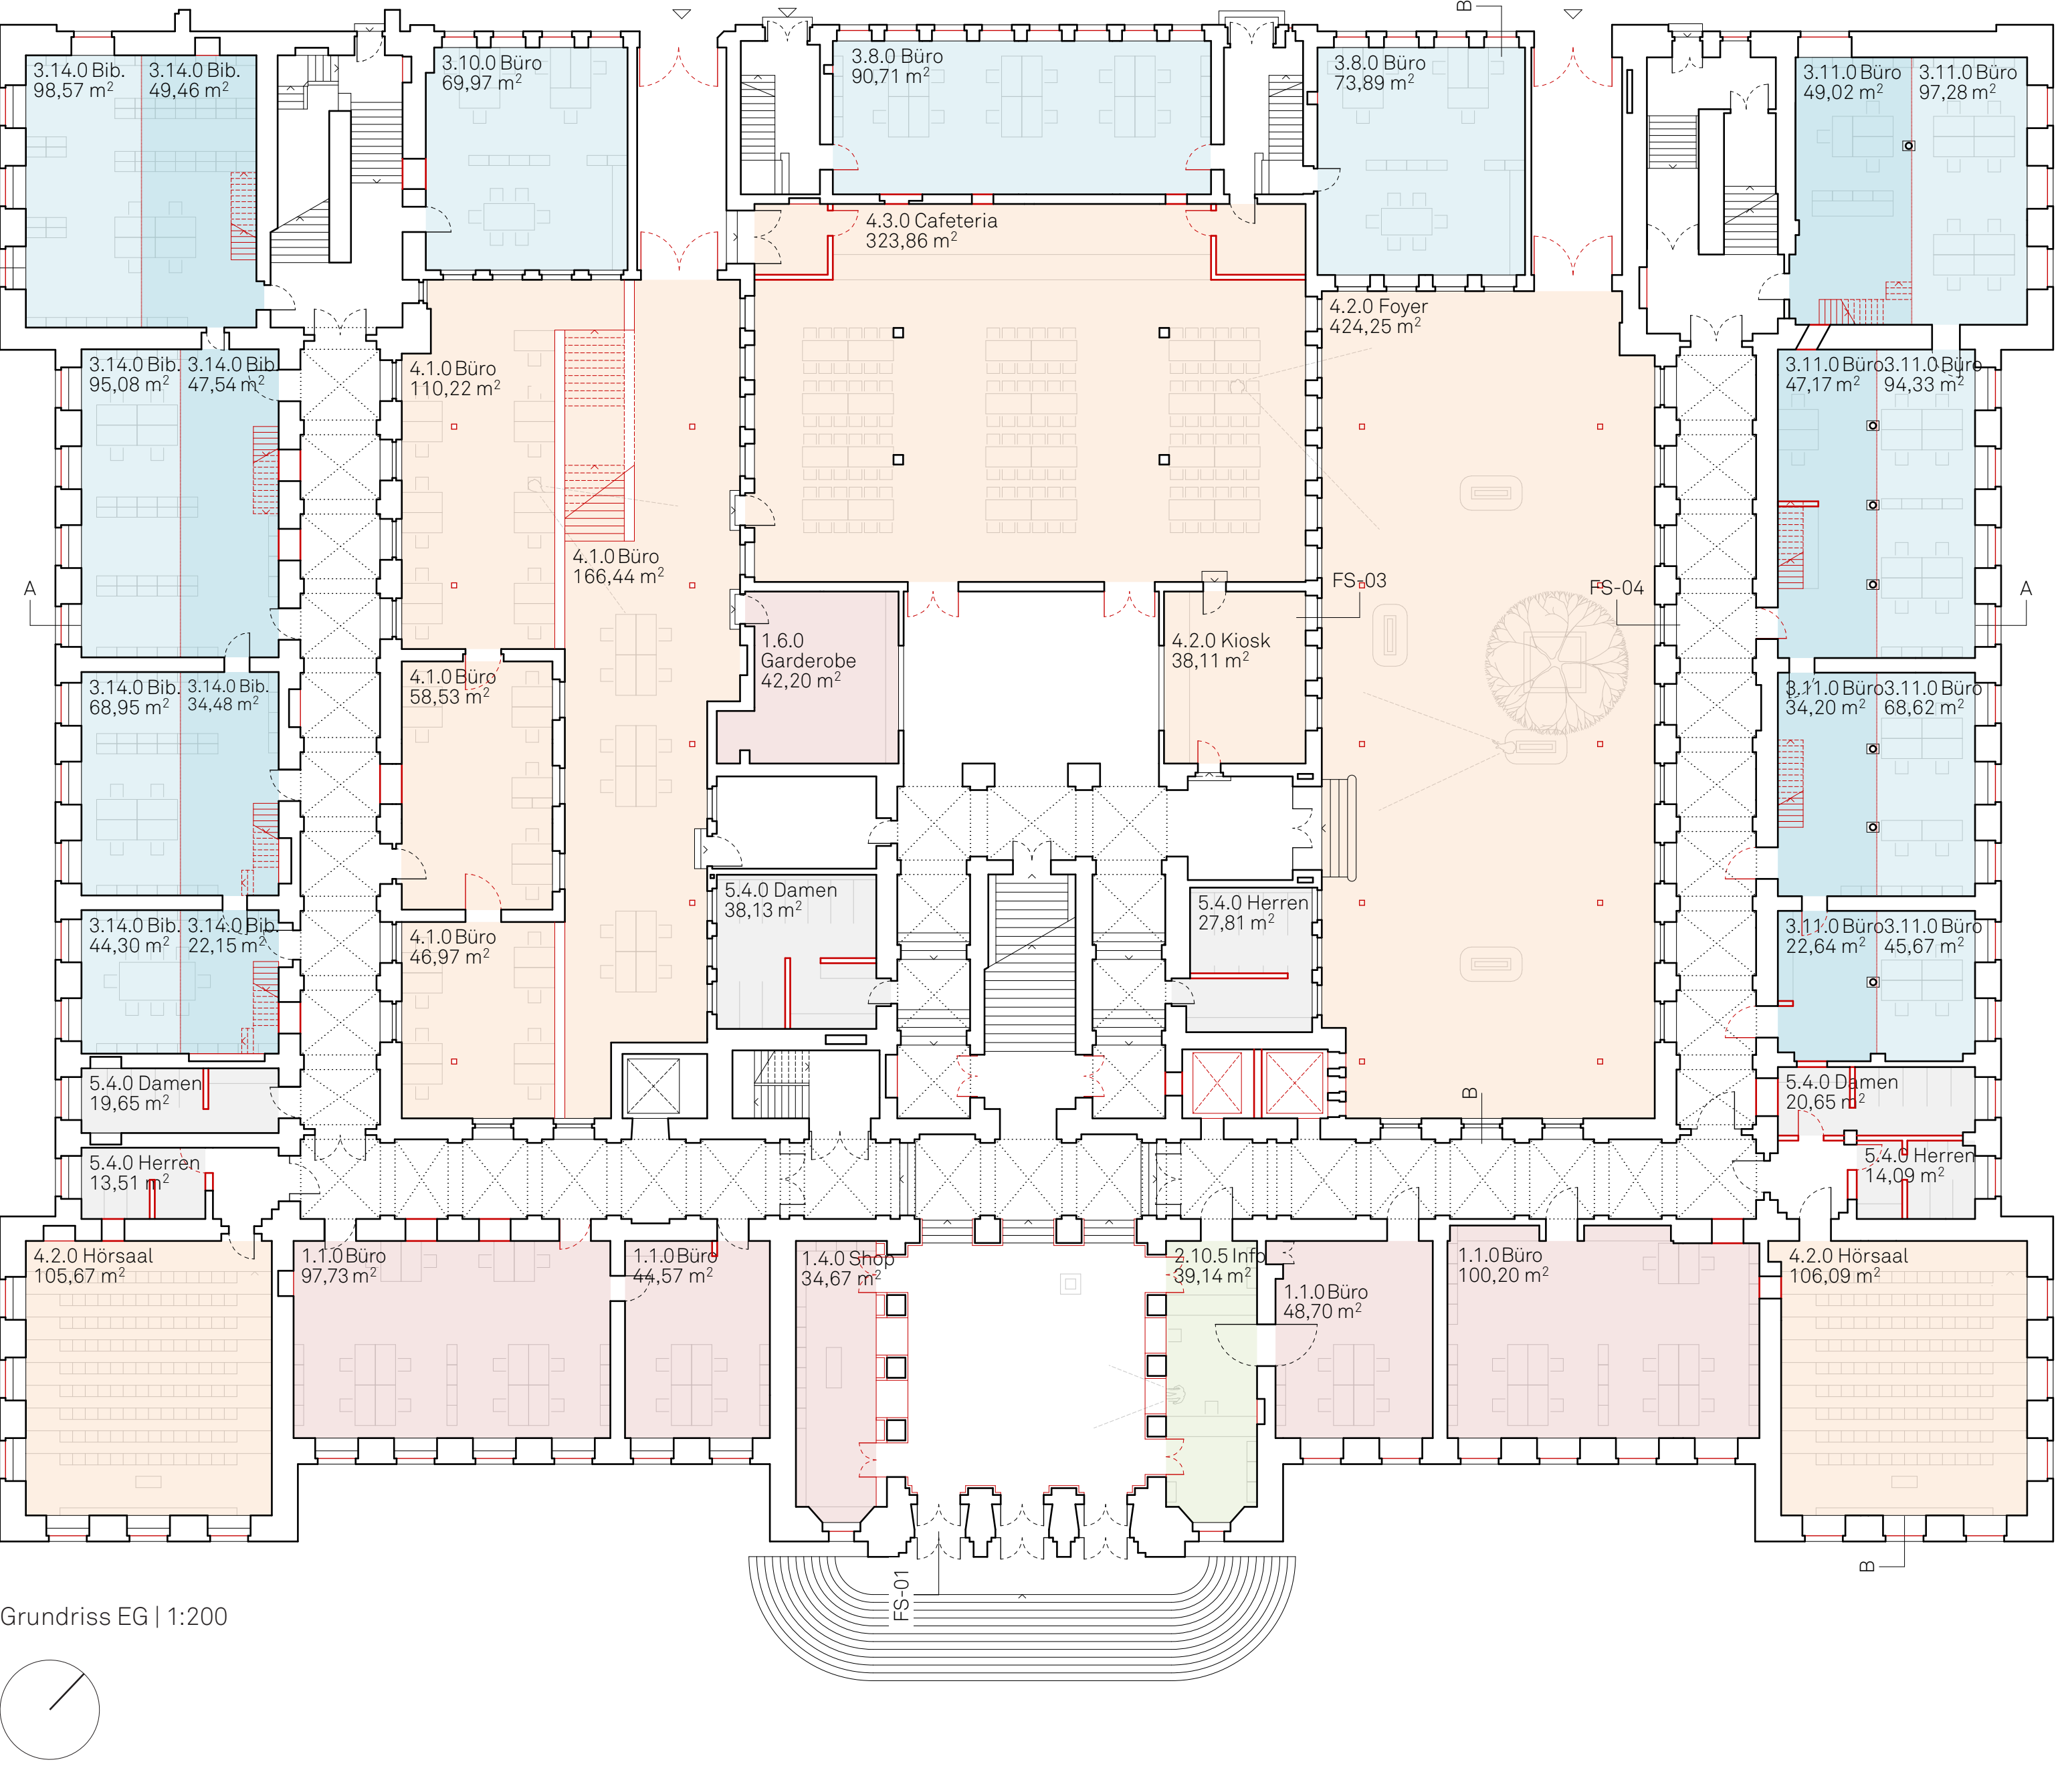 B
3.14.0 Bib.
98,57 m²
3.14.0 Bib.
49,46 m²
3.10.0 Büro
69,97 m²
3.8.0 Büro
90,71 m²
3.8.0 Büro
73,89 m²
3.11.0 Büro
49,02 m²
3.11.0 Büro
97,28 m²
4.3.0 Cafeteria
323,86 m²
4.2.0 Foyer
424,25 m²
3.14.0 Bib.
95,08 m²
3.14.0 Bib.
47,54 m²
4.1.0 Büro
110,22 m²
3.11.0 Büro
47,17 m²
3.11.0 Büro
94,33 m²
4.1.0 Büro
166,44 m²
A
FS-03
FS-04
A
1.6.0
Garderobe
42,20 m²
4.2.0 Kiosk
38,11 m²
3.14.0 Bib.
68,95 m²
3.14.0 Bib.
34,48 m²
4.1.0 Büro
58,53 m²
3.11.0 Büro
34,20 m²
3.11.0 Büro
68,62 m²
5.4.0 Damen
38,13 m²
5.4.0 Herren
27,81 m²
3.14.0 Bib.
44,30 m²
3.14.0 Bib.
22,15 m²
4.1.0 Büro
46,97 m²
3.11.0 Büro
22,64 m²
3.11.0 Büro
45,67 m²
5.4.0 Damen
19,65 m²
B
5.4.0 Damen
20,65 m²
5.4.0 Herren
13,51 m²
5.4.0 Herren
14,09 m²
4.2.0 Hörsaal
105,67 m²
1.1.0 Büro
97,73 m²
1.1.0 Büro
44,57 m²
1.4.0 Shop
34,67 m²
2.10.5 Info
39,14 m²
1.1.0 Büro
48,70 m²
1.1.0 Büro
100,20 m²
4.2.0 Hörsaal
106,09 m²
B
FS-01
Grundriss EG | 1:200